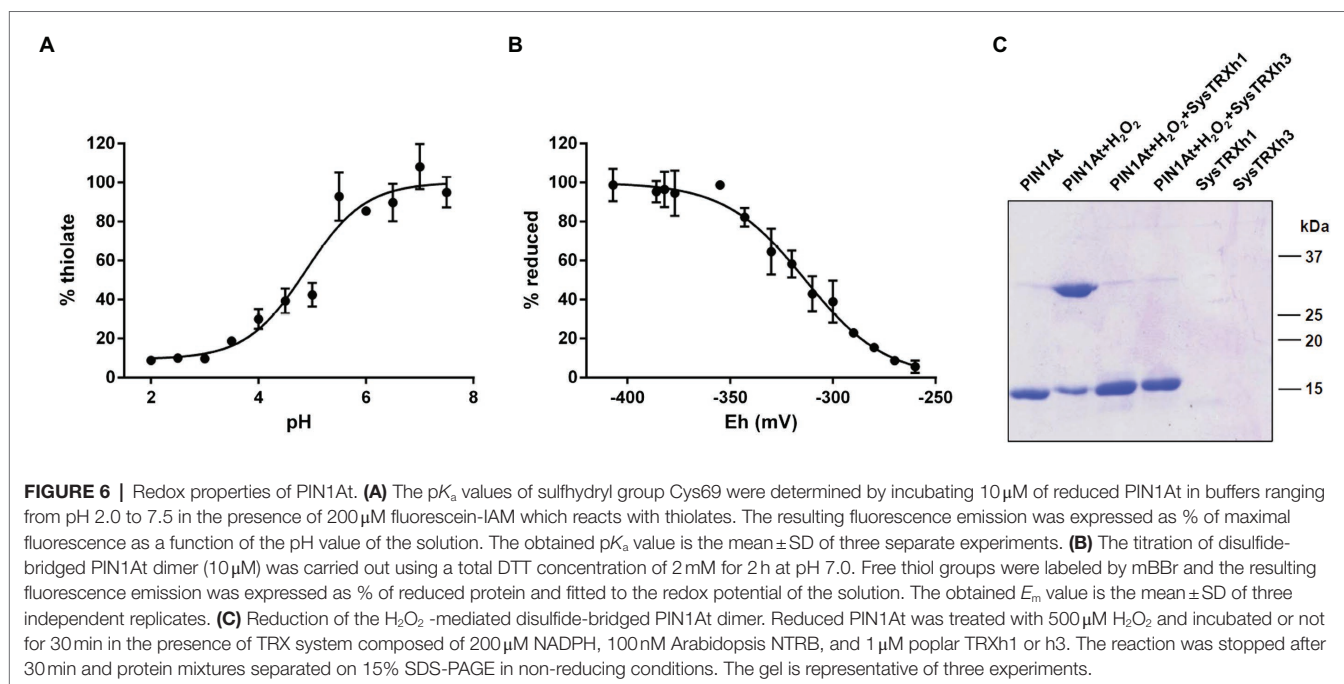 A
B
C
120
100
80
60
40
20
0
% thiolate
2
4
6
8
pH
120
100
80
60
40
20
0
% reduced
-400
-350
-300
-250
Eh (mV)
PIN1At
PIN1At+H₂O₂
PIN1At+H₂O₂+SysTRXh1
PIN1At+H₂O₂+SysTRXh3
SysTRXh1
SysTRXh3
kDa
37
25
20
15
FIGURE 6 | Redox properties of PIN1At. (A) The pKₐ values of sulfhydryl group Cys69 were determined by incubating 10 µM of reduced PIN1At in buffers ranging
from pH 2.0 to 7.5 in the presence of 200 µM fluorescein-IAM which reacts with thiolates. The resulting fluorescence emission was expressed as % of maximal
fluorescence as a function of the pH value of the solution. The obtained pKₐ value is the mean ± SD of three separate experiments. (B) The titration of disulfide-
bridged PIN1At dimer (10 µM) was carried out using a total DTT concentration of 2 mM for 2 h at pH 7.0. Free thiol groups were labeled by mBBr and the resulting
fluorescence emission was expressed as % of reduced protein and fitted to the redox potential of the solution. The obtained Eₘ value is the mean ± SD of three
independent replicates. (C) Reduction of the H₂O₂ -mediated disulfide-bridged PIN1At dimer. Reduced PIN1At was treated with 500 µM H₂O₂ and incubated or not
for 30 min in the presence of TRX system composed of 200 µM NADPH, 100 nM Arabidopsis NTRB, and 1 µM poplar TRXh1 or h3. The reaction was stopped after
30 min and protein mixtures separated on 15% SDS-PAGE in non-reducing conditions. The gel is representative of three experiments.